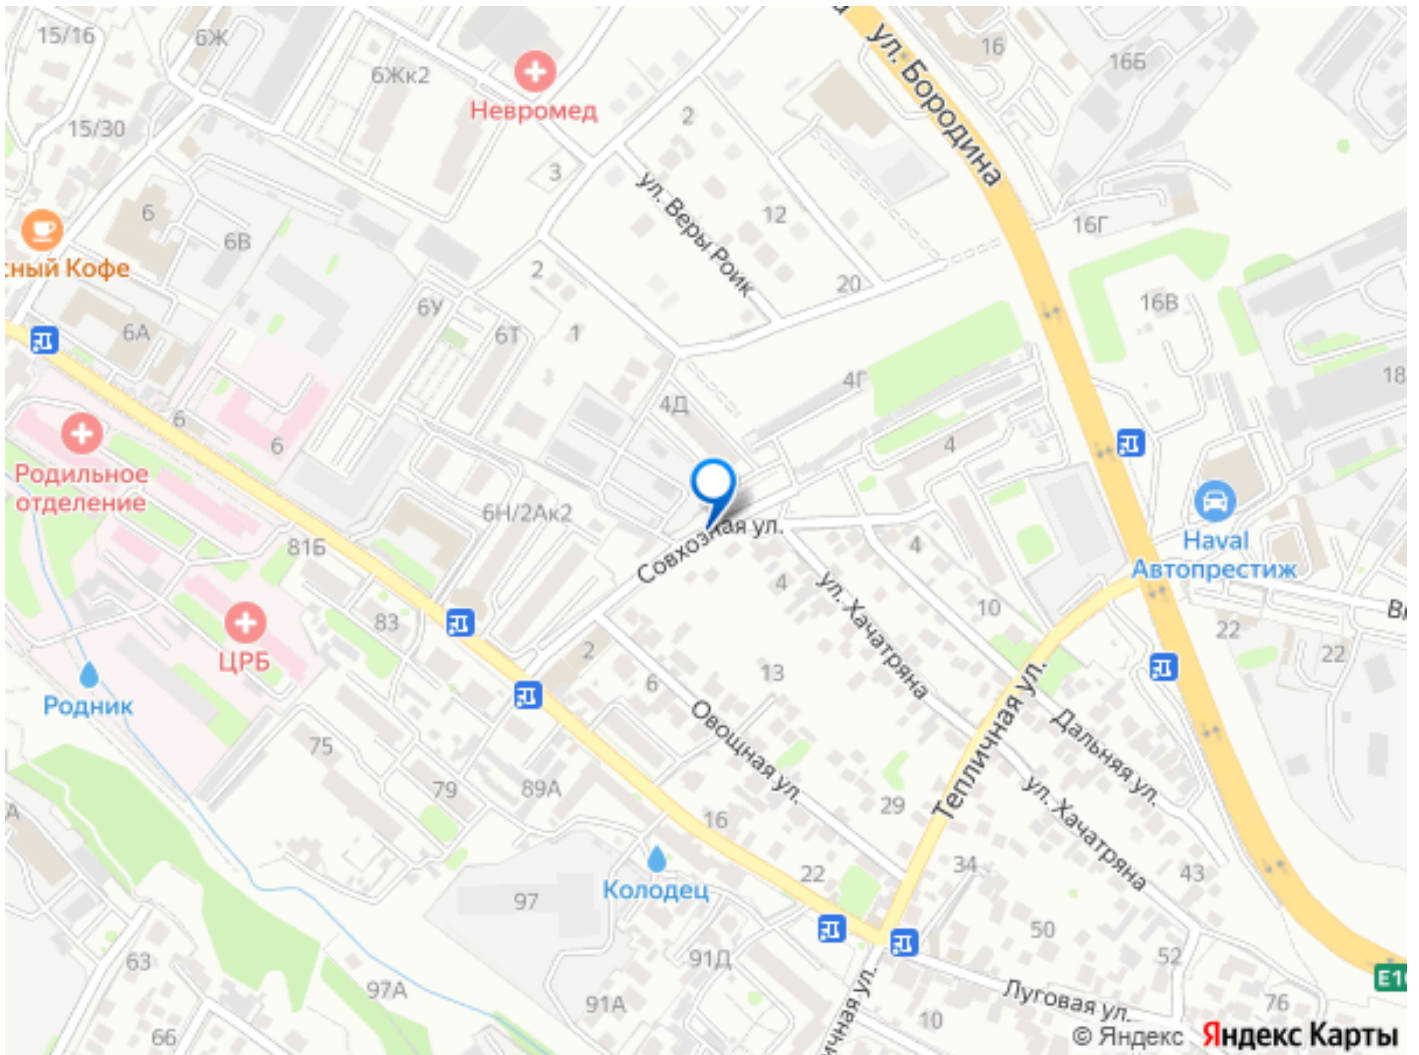 15/16
6Ж
6Жк2
Невромед
ул. Бородина
16
16Б
15/30
2
3
ул. Веры Роик
12
16Г
6
6В
сный Кофе
2
20
16В
6У
6А
6Т
1
4Г
18
4Д
6
6
4
Родильное
отделение
6Н/2Ак2
Совхозная ул.
81Б
4
Haval
Автопрестиж
4
ул. Хачатряна
10
83
22
22
ЦРБ
2
13
6
Родник
Овощная ул.
Тепличная ул.
Дальняя ул.
75
79
89А
29
ул. Хачатряна
16
34
43
22
Колодец
97
50
52
63
91Д
97А
Луговая ул.
76
E1
91А
10
66
ичная ул.
© Яндекс Яндекс Карты